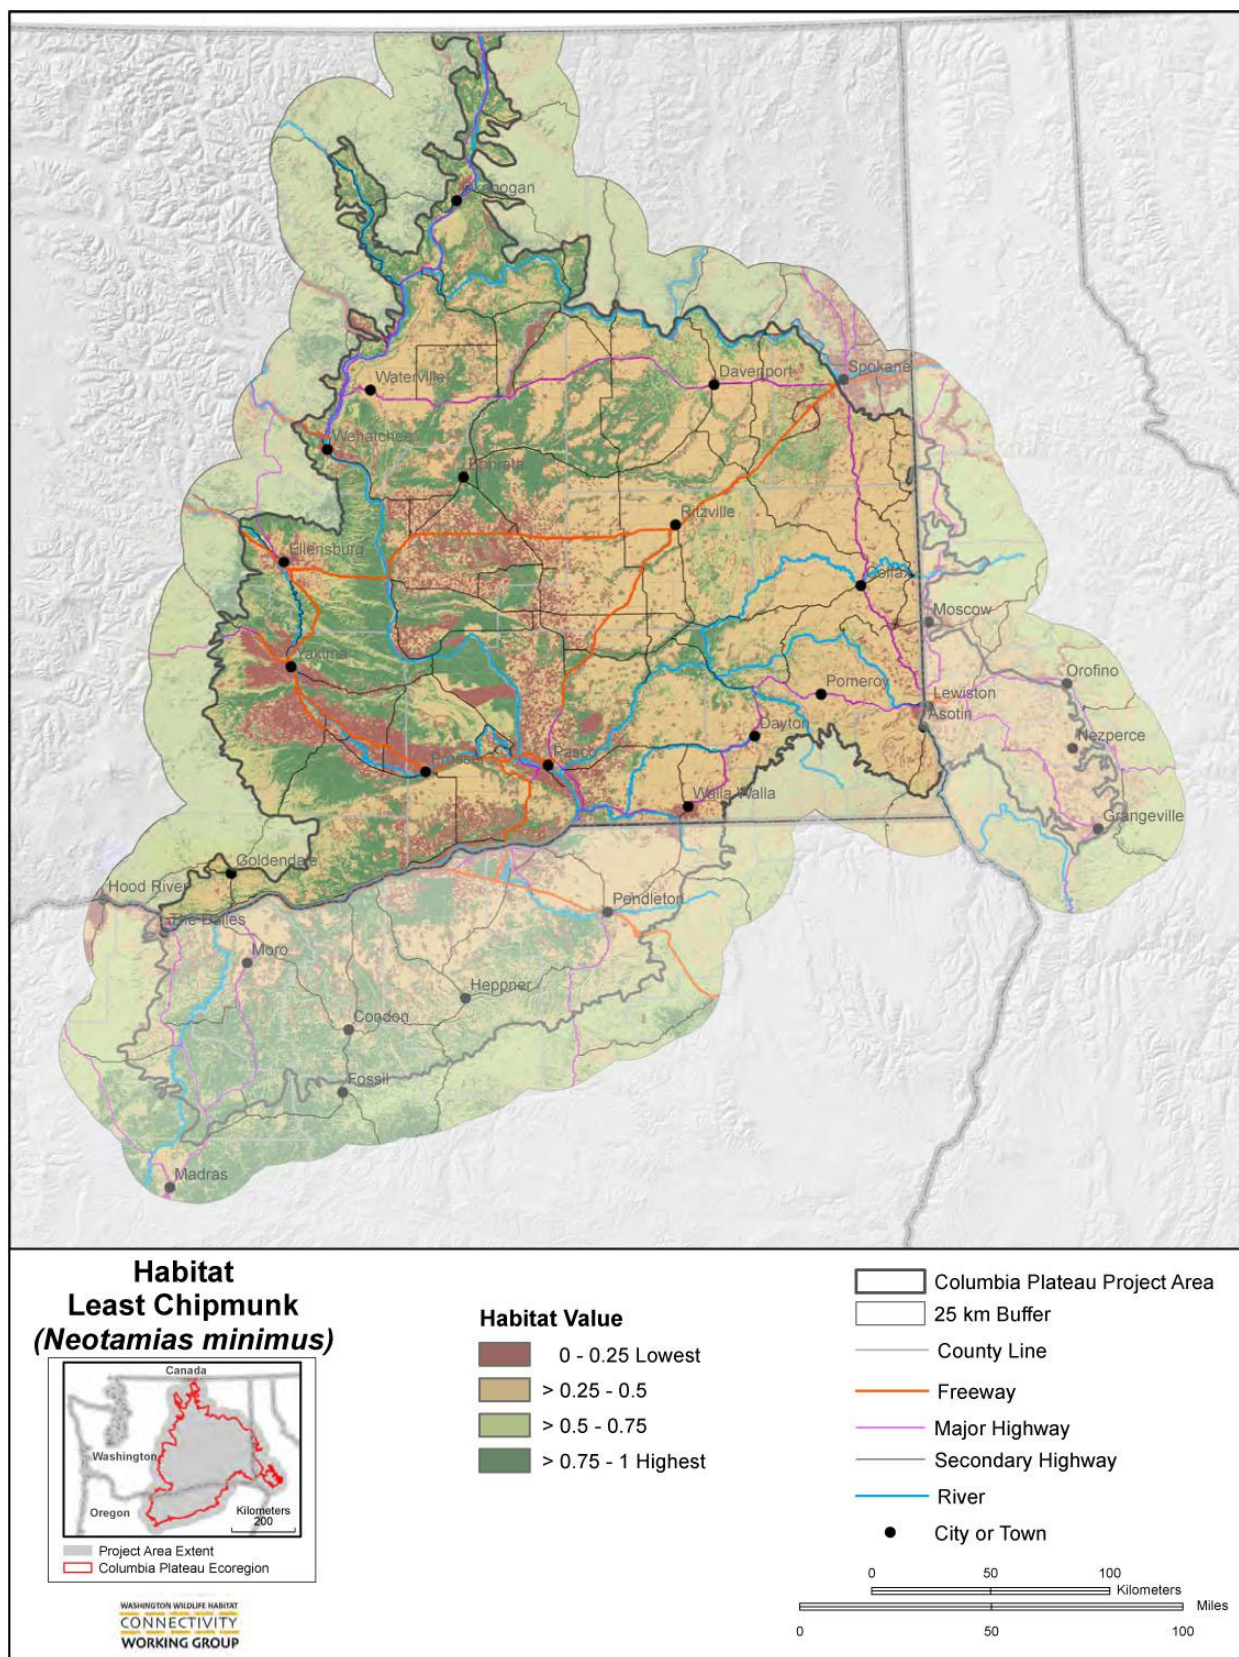 Okanogan
Waterville
Davenport
Spokane
Wenatchee
Ephrata
Ritzville
Ellensburg
Colfax
Moscow
Yakima
Pomeroy
Orofino
Lewiston
Asotin
Dayton
Nezperce
Prosser
Pasco
Walla Walla
Grangeville
Goldendale
Hood River
Pendleton
The Dalles
Moro
Heppner
Condon
Fossil
Madras
Habitat
Least Chipmunk
(Neotamias minimus)
Canada
Washington
Oregon
Kilometers
200
Project Area Extent
Columbia Plateau Ecoregion
WASHINGTON WILDLIFE HABITAT
CONNECTIVITY
WORKING GROUP
Habitat Value
0 - 0.25 Lowest
> 0.25 - 0.5
> 0.5 - 0.75
> 0.75 - 1 Highest
Columbia Plateau Project Area
25 km Buffer
County Line
Freeway
Major Highway
Secondary Highway
River
City or Town
0 50 100
Kilometers
Miles
0 50 100